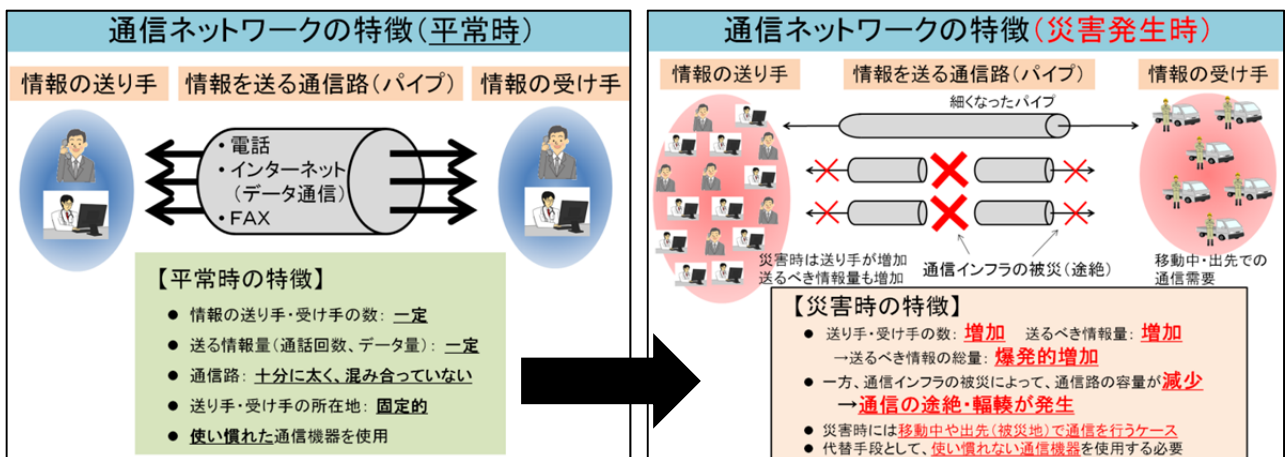 通信ネットワークの特徴(平常時)
情報の送り手
情報を送る通信路(パイプ)
情報の受け手
・電話
・インターネット
(データ通信)
・FAX
【平常時の特徴】
● 情報の送り手・受け手の数: 一定
● 送る情報量(通話回数、データ量): 一定
● 通信路: 十分に太く、混み合っていない
● 送り手・受け手の所在地: 固定的
● 使い慣れた通信機器を使用
通信ネットワークの特徴(災害発生時)
情報の送り手
情報を送る通信路(パイプ)
情報の受け手
細くなったパイプ
災害時は送り手が増加
送るべき情報量も増加
通信インフラの被災(途絶)
移動中・出先での
通信需要
【災害時の特徴】
● 送り手・受け手の数: 増加 送るべき情報量: 増加
→送るべき情報の総量: 爆発的増加
● 一方、通信インフラの被災によって、通信路の容量が減少
→通信の途絶・輻輳が発生
● 災害時には移動中や出先(被災地)で通信を行うケース
● 代替手段として、使い慣れない通信機器を使用する必要